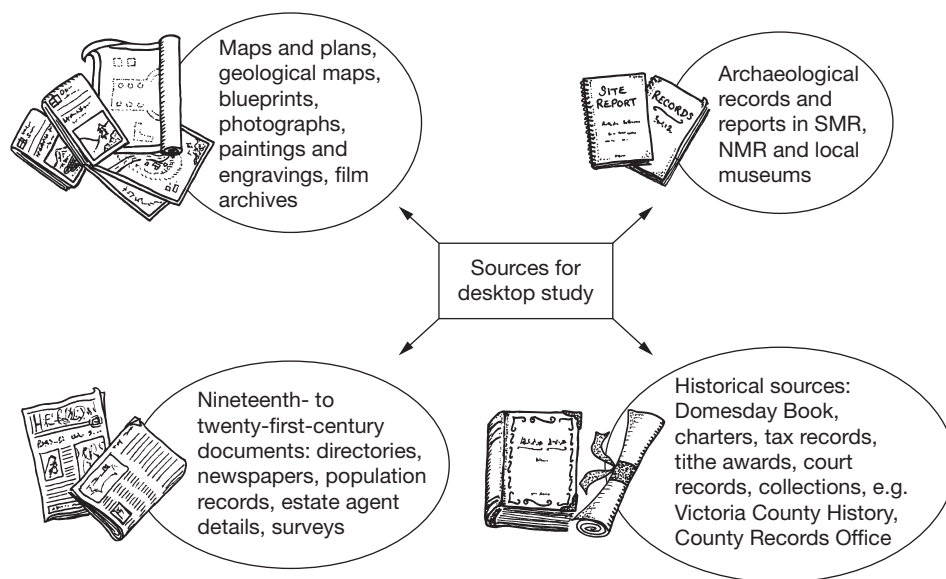 Maps and plans,
geological maps,
blueprints,
photographs,
paintings and
engravings, film
archives
SITE
REPORT
RECORDS
Archaeological
records and
reports in SMR,
NMR and local
museums
Sources for
desktop study
Nineteenth- to
twenty-first-century
documents: directories,
newspapers, population
records, estate agent
details, surveys
Historical sources:
Domesday Book,
charters, tax records,
tithe awards, court
records, collections, e.g.
Victoria County History,
County Records Office